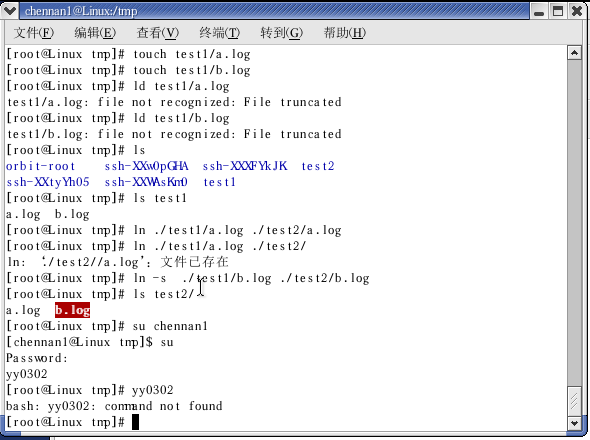 chennan1@Linux:/tmp
文件(F) 编辑(E) 查看(V) 终端(T) 转到(G) 帮助(H)
[root@Linux tmp]# touch test1/a.log
[root@Linux tmp]# touch test1/b.log
[root@Linux tmp]# ld test1/a.log
test1/a.log: file not recognized: File truncated
[root@Linux tmp]# ld test1/b.log
test1/b.log: file not recognized: File truncated
[root@Linux tmp]# ls
orbit-root ssh-XXw0pGHA ssh-XXXFYkJK test2
ssh-XXtyYh05 ssh-XXWAsKm0 test1
[root@Linux tmp]# ls test1
a.log b.log
[root@Linux tmp]# ln ./test1/a.log ./test2/a.log
[root@Linux tmp]# ln ./test1/a.log ./test2/
ln: ‘./test2//a.log’: 文件已存在
[root@Linux tmp]# ln -s ./test1/b.log ./test2/b.log
[root@Linux tmp]# ls test2/
a.log b.log
[root@Linux tmp]# su chennan1
[chennan1@Linux tmp]$ su
Password:
yy0302
[root@Linux tmp]# yy0302
bash: yy0302: command not found
[root@Linux tmp]#